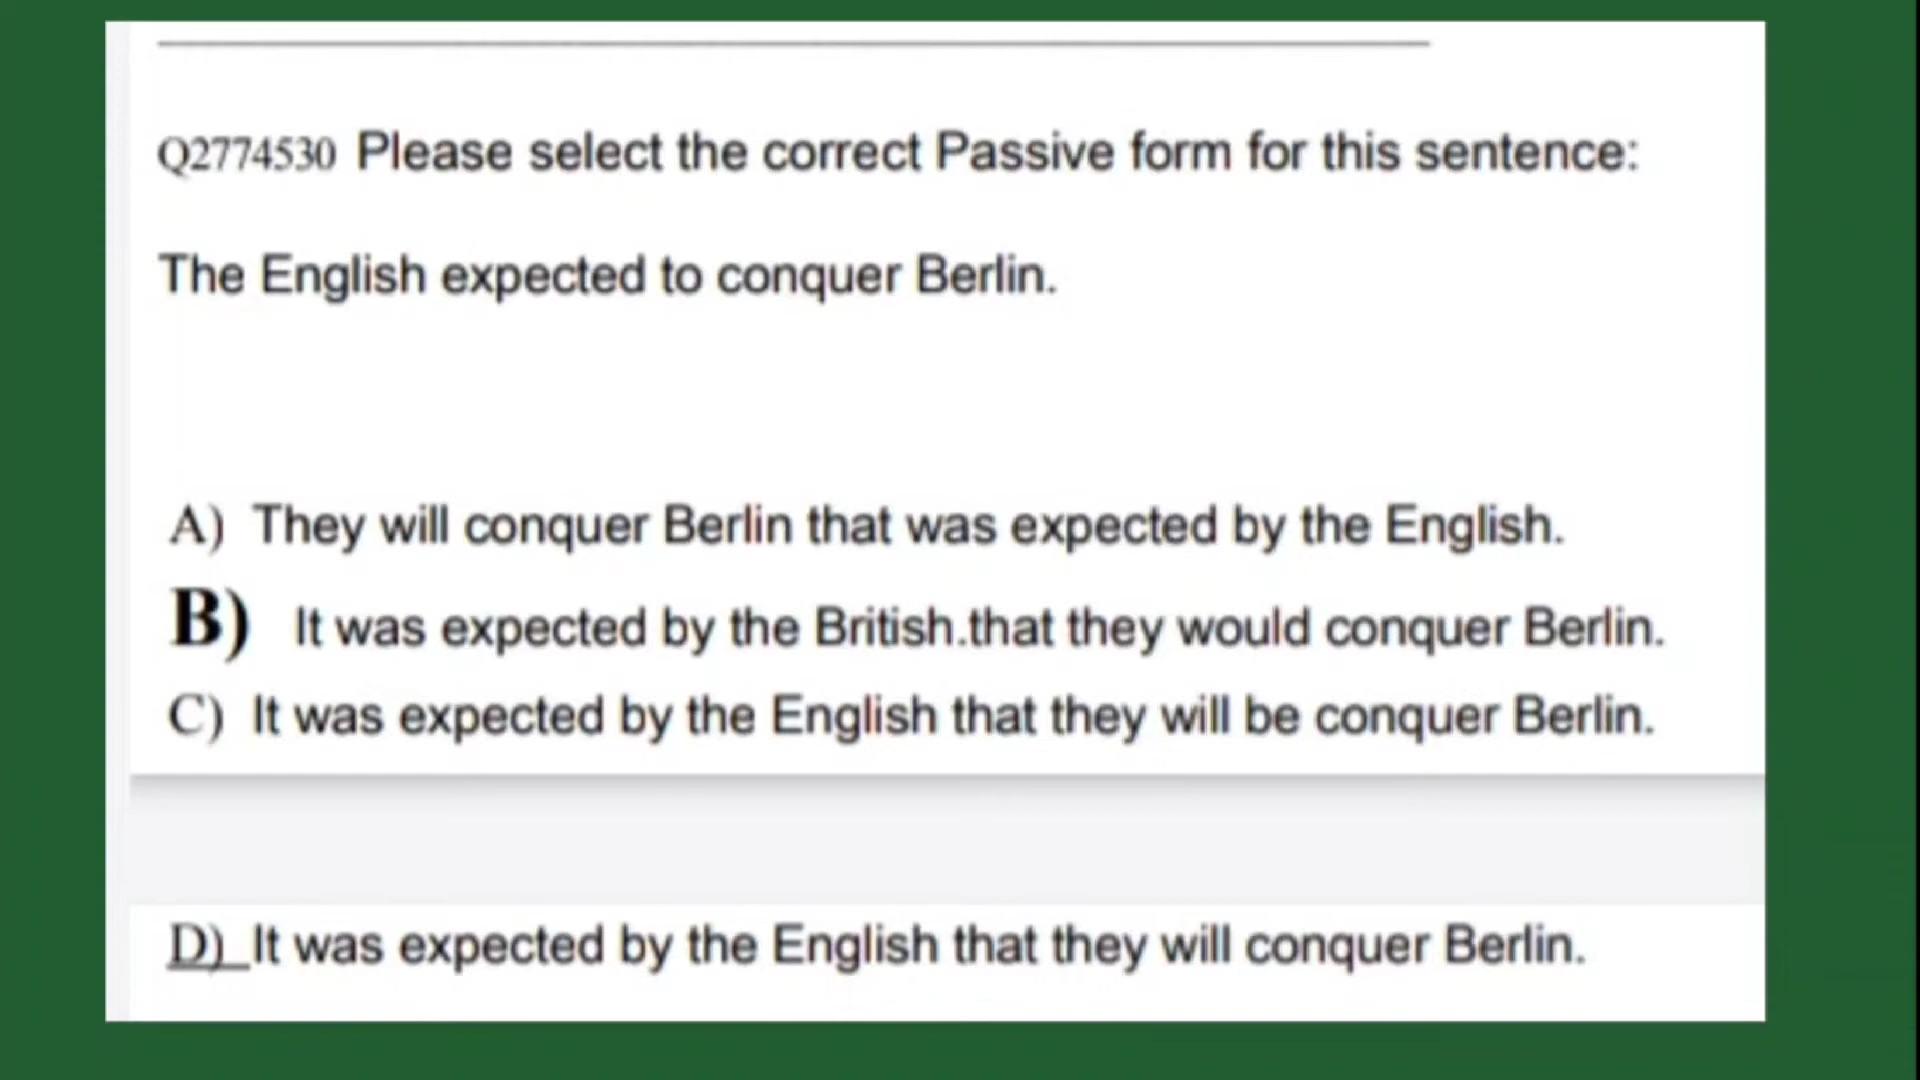 Q2774530 Please select the correct Passive form for this sentence:
The English expected to conquer Berlin.
A) They will conquer Berlin that was expected by the English.
B) It was expected by the British.that they would conquer Berlin.
C) It was expected by the English that they will be conquer Berlin.
D) It was expected by the English that they will conquer Berlin.